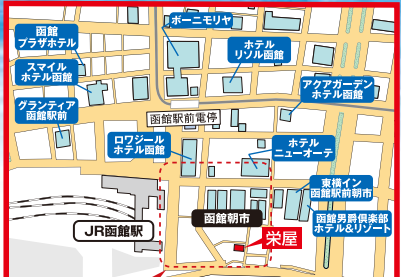 函館
プラザホテル
ボーニモリヤ
ホテル
リソル函館
スマイル
ホテル函館
アクアガーデン
ホテル函館
グランティア
函館駅前
函館駅前電停
ロワジール
ホテル函館
ホテル
ニューオーテ
東横イン
函館駅前朝市
函館朝市
函館男爵倶楽部
ホテル&リゾート
JR函館駅
栄屋